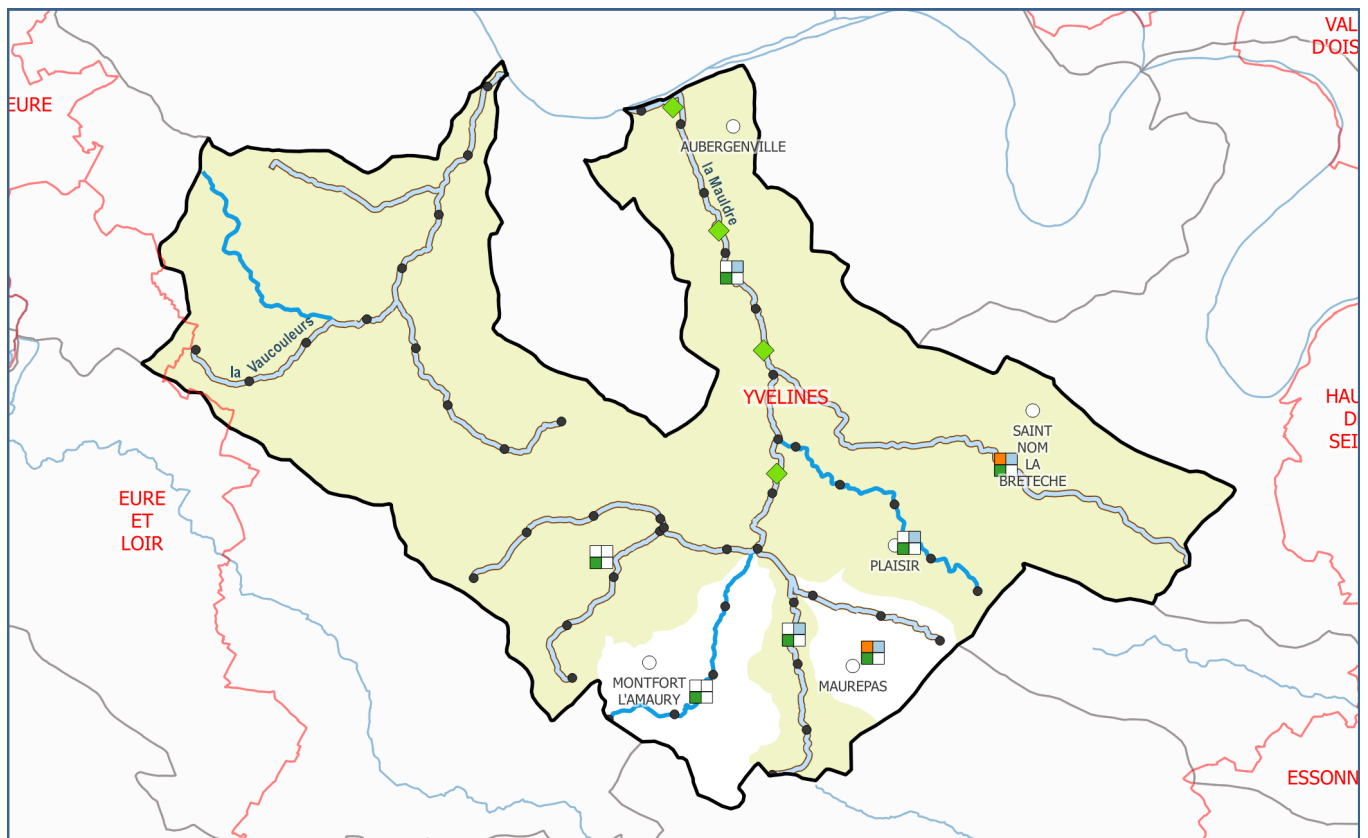 VAL
D'OIS
EURE
AUBERGENVILLE
la Mauldre
la Vaucouleurs
YVELINES
HAU
D
SEI
SAINT
NOM
LA
BRETECHE
EURE
ET
LOIR
PLAISIR
MONTFORT
L'AMAURY
MAUREPAS
ESSONN